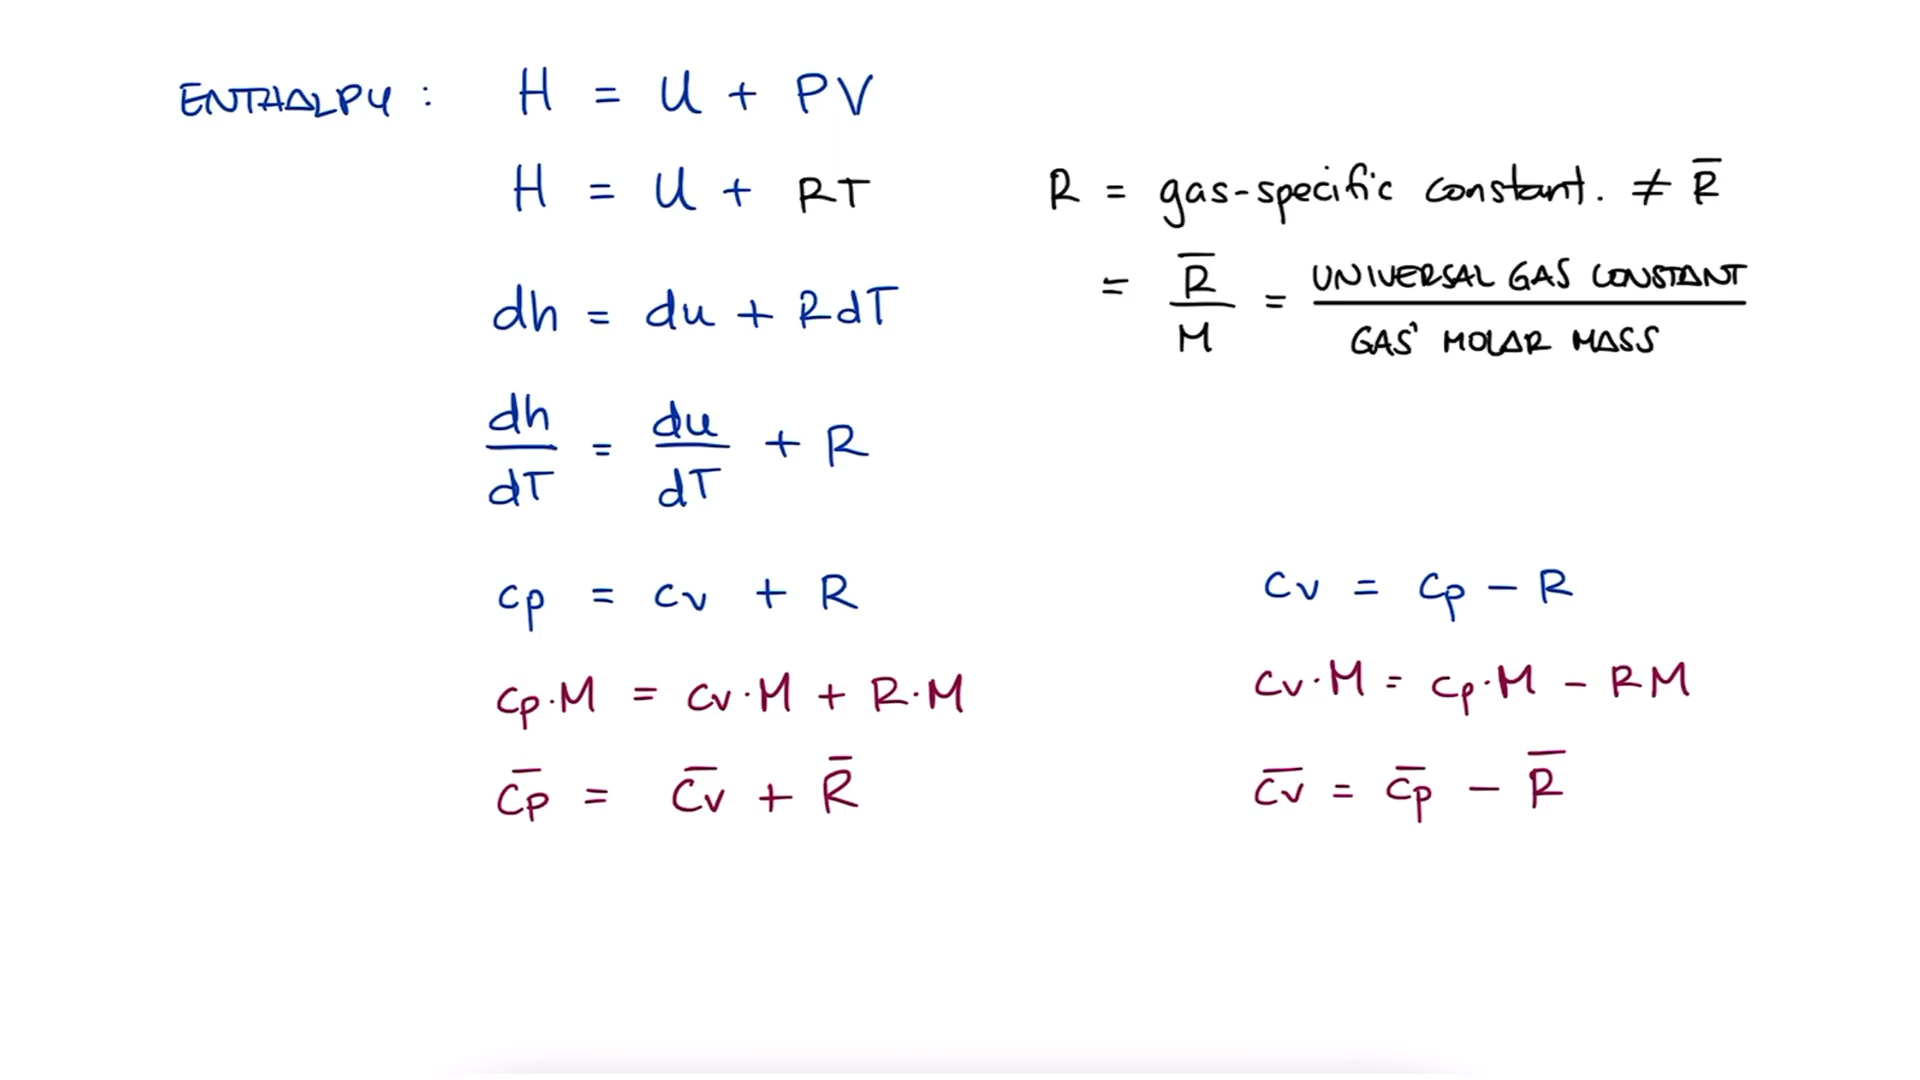 ENTHALPY : H = U + PV
H = U + RT
R = gas-specific constant. ≠ R̅
= R̅/M = UNIVERSAL GAS CONSTANT/GAS' MOLAR MASS
dh = du + RdT
dh/dT = du/dT + R
cp = cv + R
cv = cp − R
cp·M = cv·M + R·M
cv·M = cp·M − RM
c̅p = c̅v + R̅
c̅v = c̅p − R̅